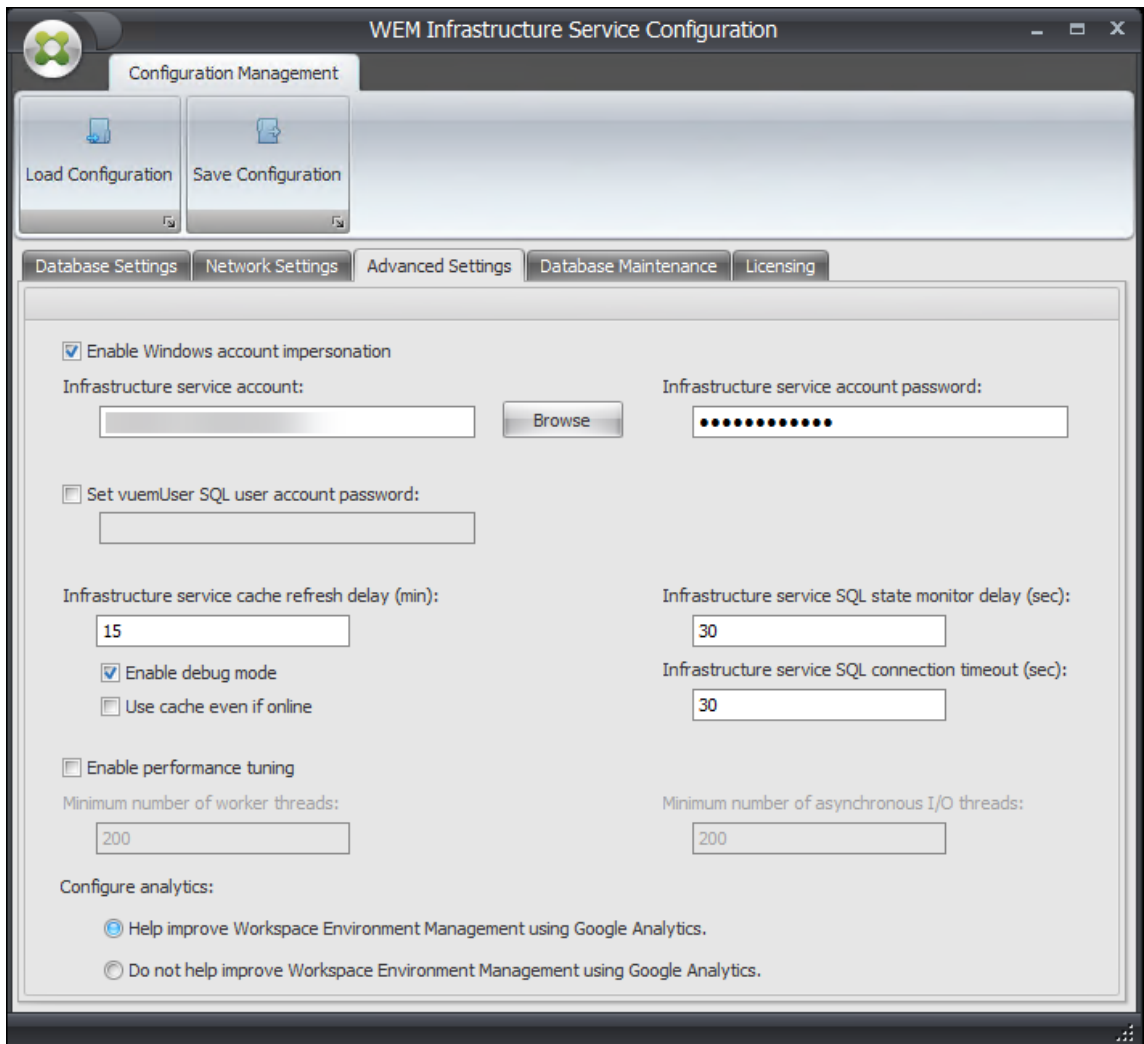 WEM Infrastructure Service Configuration
Configuration Management
Load Configuration Save Configuration
Database Settings Network Settings Advanced Settings Database Maintenance Licensing
Enable Windows account impersonation
Infrastructure service account: Infrastructure service account password:
Browse ••••••••••••
Set vuemUser SQL user account password:
Infrastructure service cache refresh delay (min): Infrastructure service SQL state monitor delay (sec):
15 30
Enable debug mode Infrastructure service SQL connection timeout (sec):
Use cache even if online 30
Enable performance tuning
Minimum number of worker threads: Minimum number of asynchronous I/O threads:
200 200
Configure analytics:
Help improve Workspace Environment Management using Google Analytics.
Do not help improve Workspace Environment Management using Google Analytics.